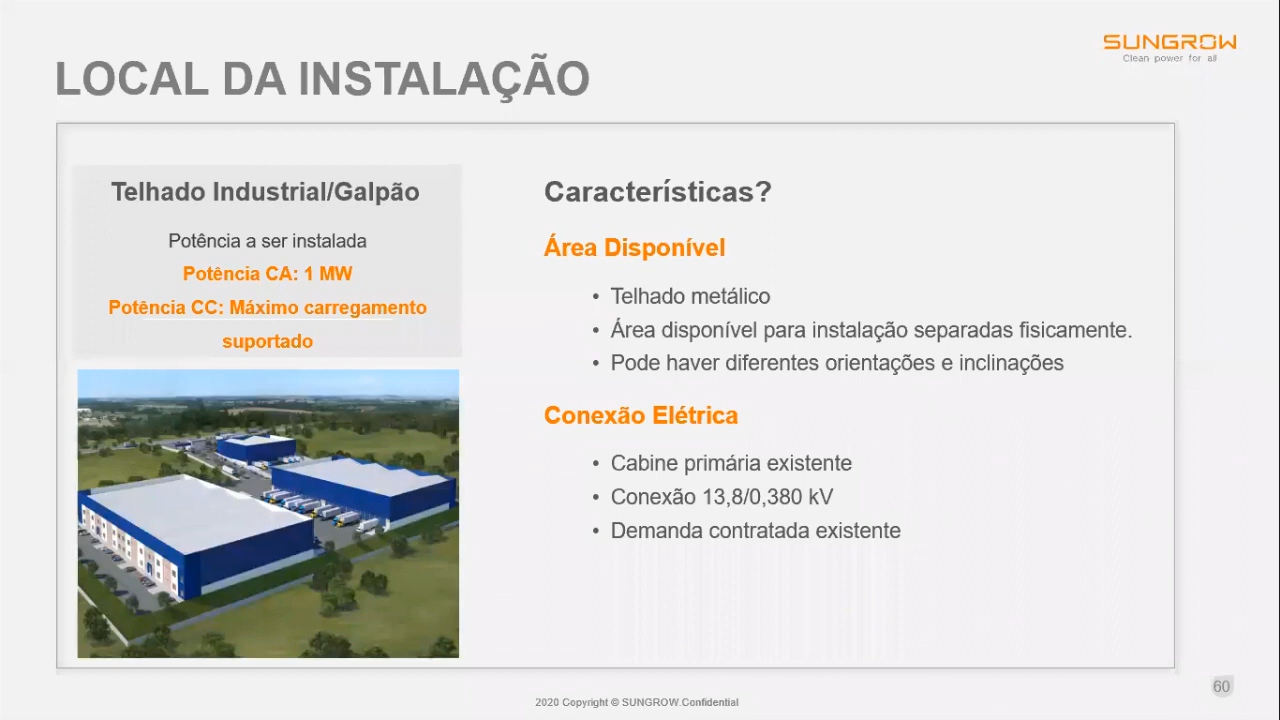 SUNGROW
Clean power for all
LOCAL DA INSTALAÇÃO
Telhado Industrial/Galpão
Potência a ser instalada
Potência CA: 1 MW
Potência CC: Máximo carregamento
suportado
Características?
Área Disponível
• Telhado metálico
• Área disponível para instalação separadas fisicamente.
• Pode haver diferentes orientações e inclinações
Conexão Elétrica
• Cabine primária existente
• Conexão 13,8/0,380 kV
• Demanda contratada existente
60
2020 Copyright © SUNGROW.Confidential